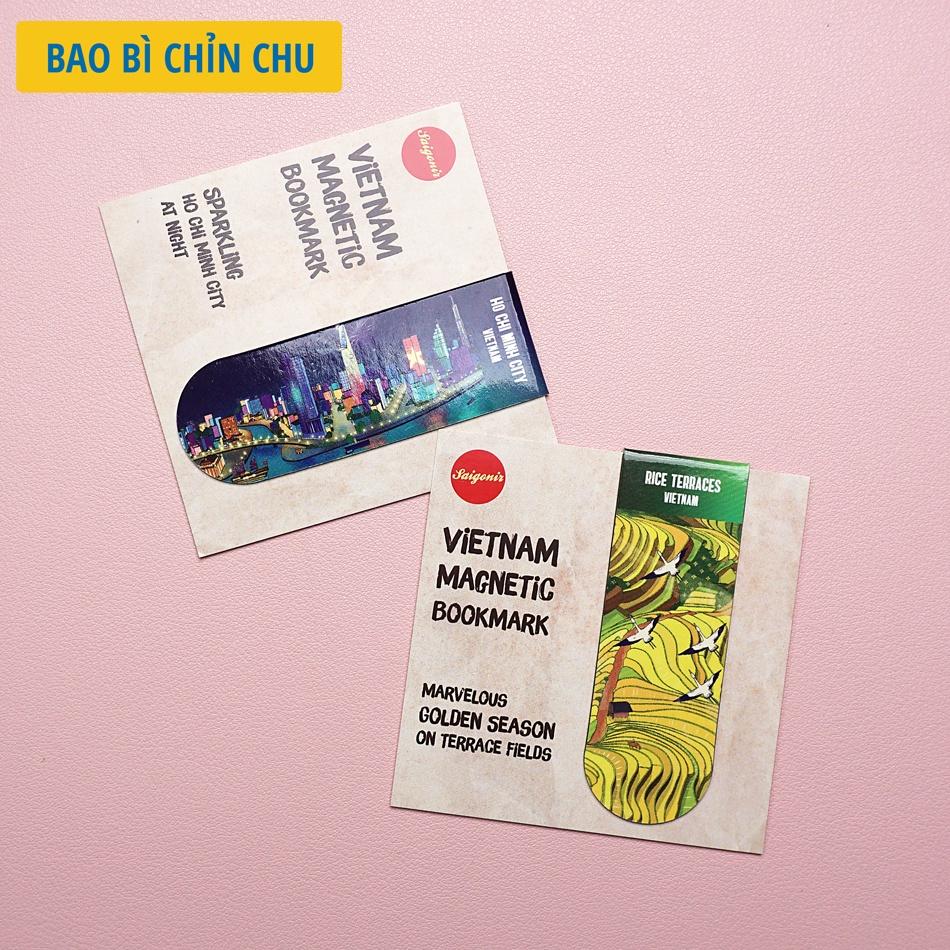 BAO BÌ CHỈN CHU
Saigonir
VIETNAM
MAGNETIC
BOOKMARK
SPARKLING
HO CHI MINH CITY
AT NIGHT
HO CHI MINH CITY
VIETNAM
Saigonir
VIETNAM
MAGNETIC
BOOKMARK
MARVELOUS
GOLDEN SEASON
ON TERRACE FIELDS
RICE TERRACES
VIETNAM